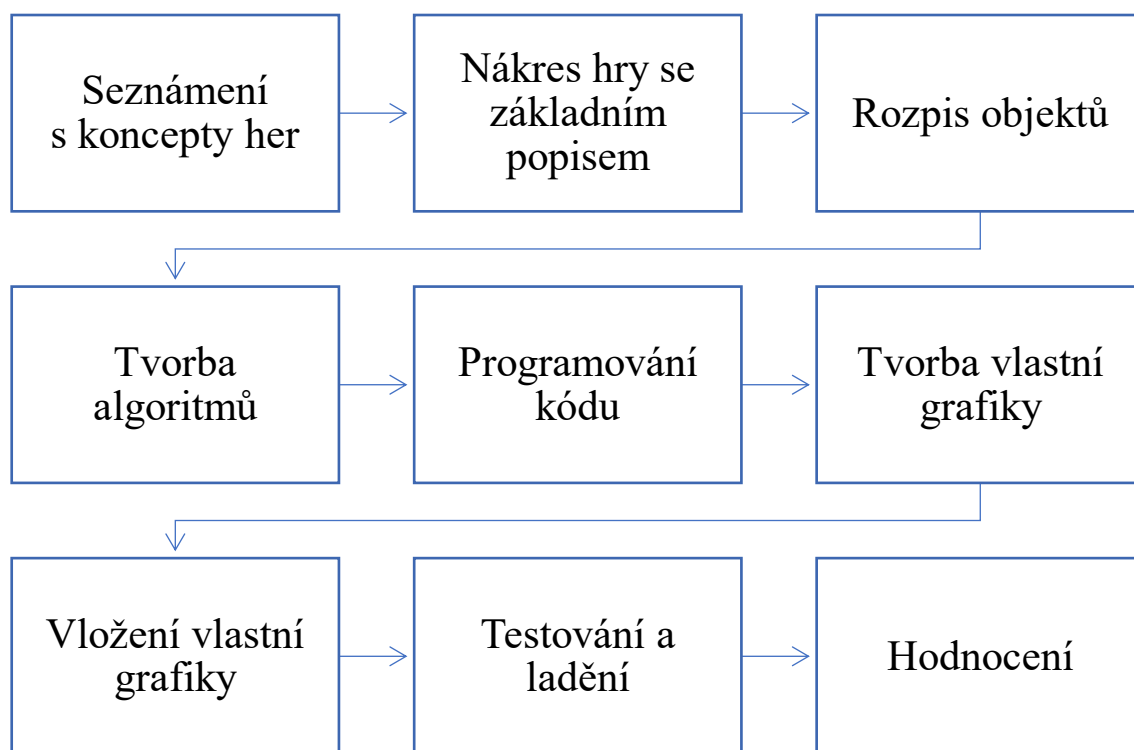 Seznámení
s koncepty her
Nákres hry se
základním
popisem
Rozpis objektů
Tvorba
algoritmů
Programování
kódu
Tvorba vlastní
grafiky
Vložení vlastní
grafiky
Testování a
ladění
Hodnocení